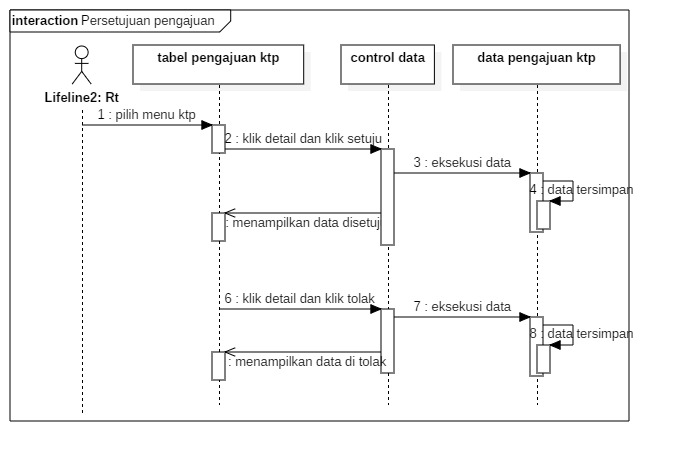 interaction Persetujuan pengajuan
tabel pengajuan ktp
control data
data pengajuan ktp
Lifeline2: Rt
1 : pilih menu ktp
2 : klik detail dan klik setuju
3 : eksekusi data
4 : data tersimpan
: menampilkan data disetuj
6 : klik detail dan klik tolak
7 : eksekusi data
8 : data tersimpan
: menampilkan data di tolak